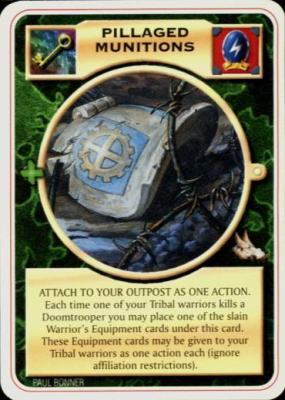 PILLAGED
MUNITIONS
ATTACH TO YOUR OUTPOST AS ONE ACTION.
Each time one of your Tribal warriors kills a
Doomtrooper you may place one of the slain
Warrior's Equipment cards under this card.
These Equipment cards may be given to your
Tribal warriors as one action each (ignore
affiliation restrictions).
PAUL BONNER